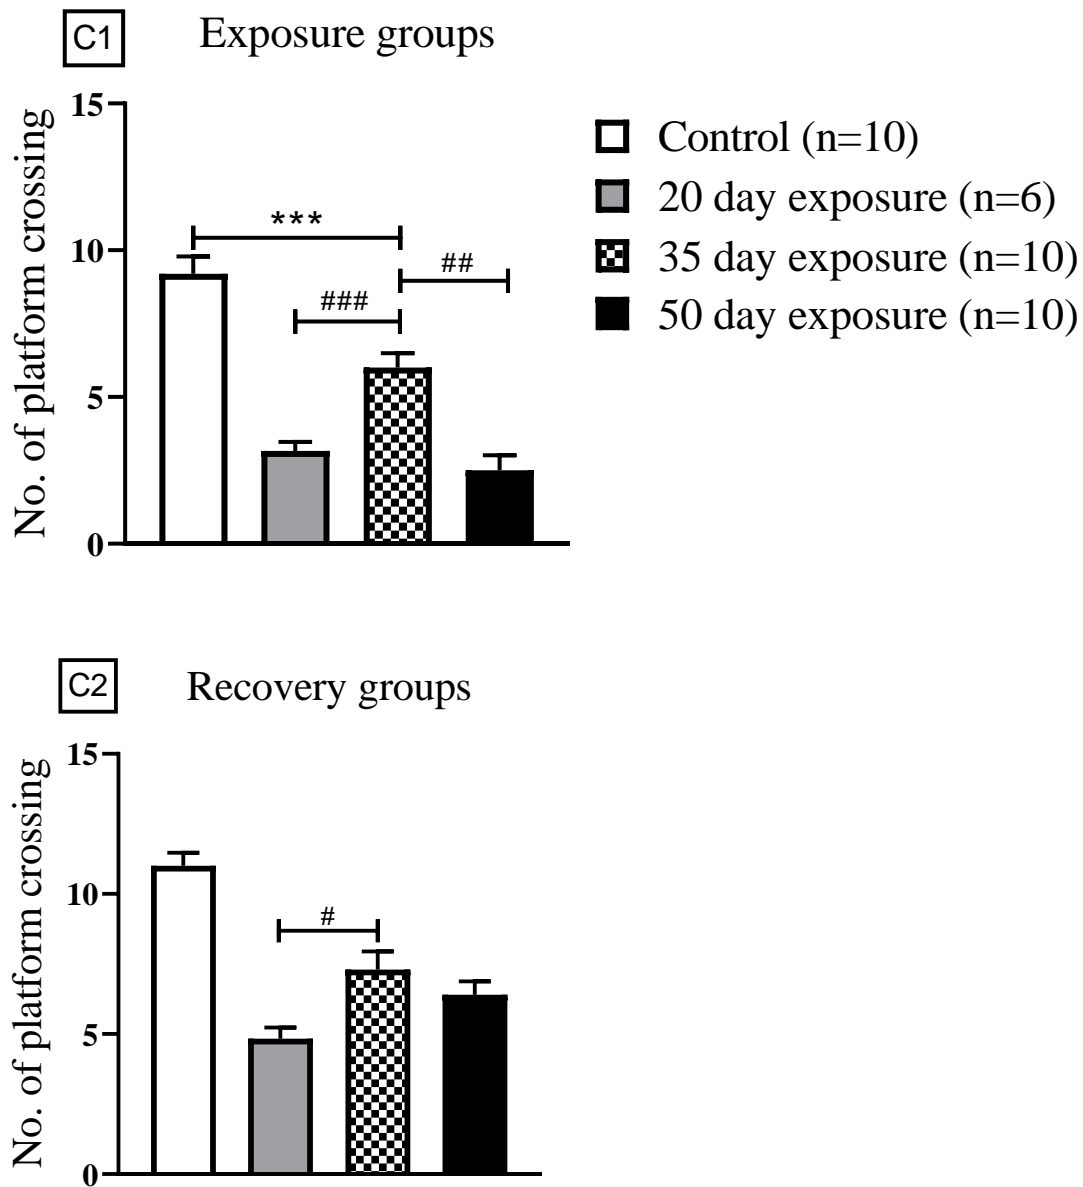 C1
Exposure groups
No. of platform crossing
15
10
5
0
***
##
###
Control (n=10)
20 day exposure (n=6)
35 day exposure (n=10)
50 day exposure (n=10)
C2
Recovery groups
No. of platform crossing
15
10
5
0
#